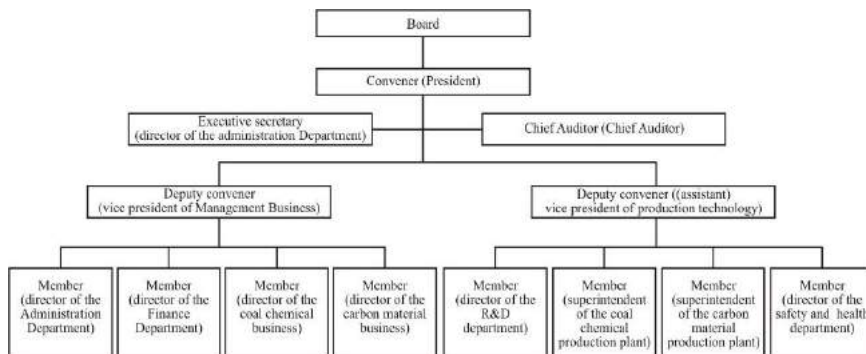 Board
Convener (President)
Executive secretary
(director of the administration Department)
Chief Auditor (Chief Auditor)
Deputy convener
(vice president of Management Business)
Deputy convener ((assistant)
vice president of production technology)
Member
(director of the
Administration
Department)
Member
(director of the
Finance
Department)
Member
(director of the
coal chemical
business)
Member
(director of the
carbon material
business)
Member
(director of the
R&D
department)
Member
(superintendent
of the coal
chemical
production plant)
Member
(superintendent
of the carbon
material
production plant)
Member
(director of the
safety and health
department)